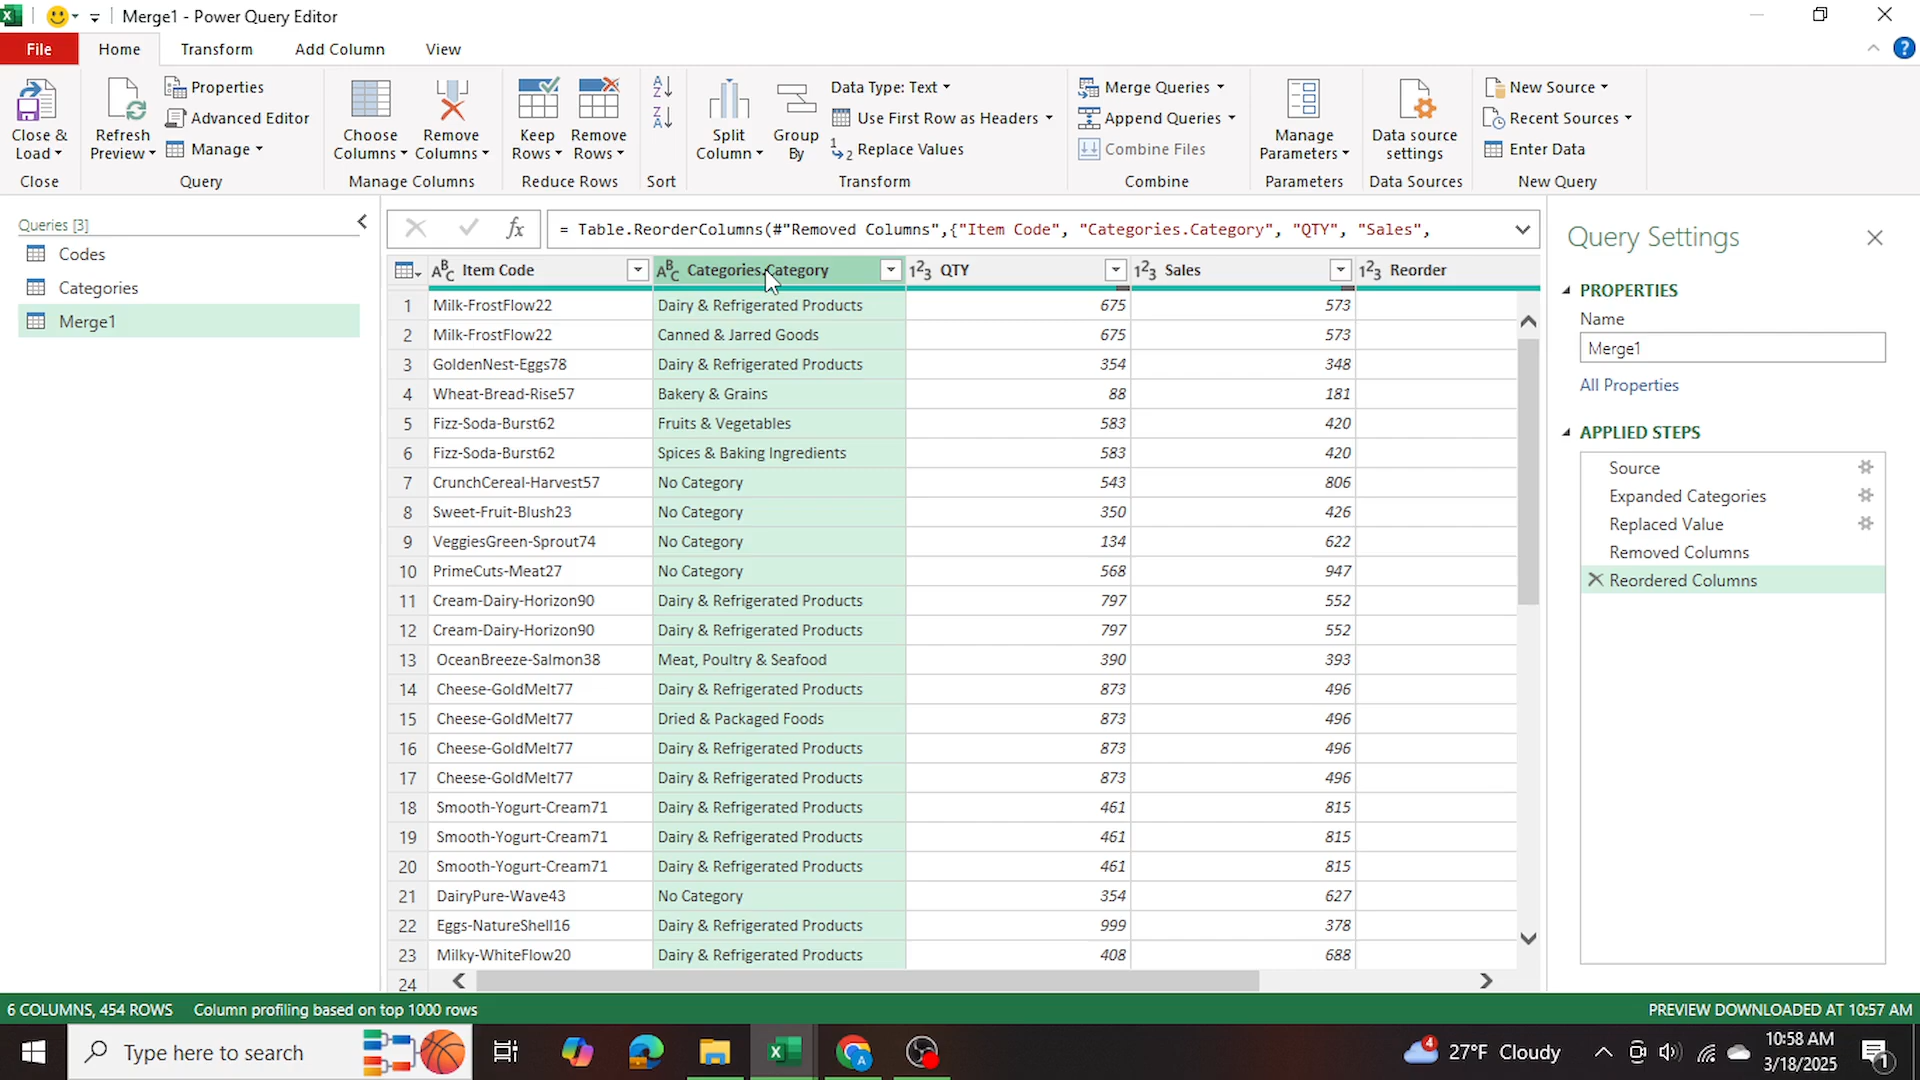 Merge1 - Power Query Editor
File Home Transform Add Column View
Close & Load
Close
Refresh Preview
Properties
Advanced Editor
Manage
Query
Choose Columns
Remove Columns
Manage Columns
Keep Rows
Remove Rows
Reduce Rows
Sort
Split Column
Group By
Data Type: Text
Use First Row as Headers
Replace Values
Transform
Merge Queries
Append Queries
Combine Files
Combine
Manage Parameters
Parameters
Data source settings
Data Sources
New Source
Recent Sources
Enter Data
New Query
Queries [3]
Codes
Categories
Merge1
fx = Table.ReorderColumns(#"Removed Columns",{"Item Code", "Categories.Category", "QTY", "Sales",
Item Code Categories.Category QTY Sales Reorder
1 Milk-FrostFlow22 Dairy & Refrigerated Products 675 573
2 Milk-FrostFlow22 Canned & Jarred Goods 675 573
3 GoldenNest-Eggs78 Dairy & Refrigerated Products 354 348
4 Wheat-Bread-Rise57 Bakery & Grains 88 181
5 Fizz-Soda-Burst62 Fruits & Vegetables 583 420
6 Fizz-Soda-Burst62 Spices & Baking Ingredients 583 420
7 CrunchCereal-Harvest57 No Category 543 806
8 Sweet-Fruit-Blush23 No Category 350 426
9 VeggiesGreen-Sprout74 No Category 134 622
10 PrimeCuts-Meat27 No Category 568 947
11 Cream-Dairy-Horizon90 Dairy & Refrigerated Products 797 552
12 Cream-Dairy-Horizon90 Dairy & Refrigerated Products 797 552
13 OceanBreeze-Salmon38 Meat, Poultry & Seafood 390 393
14 Cheese-GoldMelt77 Dairy & Refrigerated Products 873 496
15 Cheese-GoldMelt77 Dried & Packaged Foods 873 496
16 Cheese-GoldMelt77 Dairy & Refrigerated Products 873 496
17 Cheese-GoldMelt77 Dairy & Refrigerated Products 873 496
18 Smooth-Yogurt-Cream71 Dairy & Refrigerated Products 461 815
19 Smooth-Yogurt-Cream71 Dairy & Refrigerated Products 461 815
20 Smooth-Yogurt-Cream71 Dairy & Refrigerated Products 461 815
21 DairyPure-Wave43 No Category 354 627
22 Eggs-NatureShell16 Dairy & Refrigerated Products 999 378
23 Milky-WhiteFlow20 Dairy & Refrigerated Products 408 688
24
Query Settings
PROPERTIES
Name
Merge1
All Properties
APPLIED STEPS
Source
Expanded Categories
Replaced Value
Removed Columns
Reordered Columns
6 COLUMNS, 454 ROWS Column profiling based on top 1000 rows PREVIEW DOWNLOADED AT 10:57 AM
Type here to search
4 27°F Cloudy
10:58 AM
3/18/2025
1